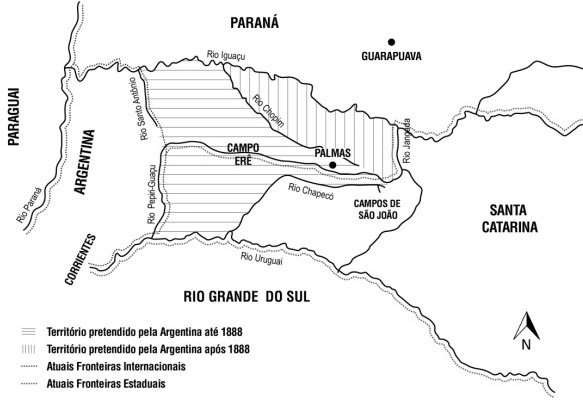 PARANÁ
GUARAPUAVA
Rio Iguaçu
PARAGUAI
ARGENTINA
Rio Santo Antônio
Rio Chopim
Rio Jangada
CAMPO
ERÊ
PALMAS
Rio Paraná
Rio Pepiri-Guaçu
Rio Chapecó
CAMPOS DE
SÃO JOÃO
SANTA
CATARINA
CORRIENTES
Rio Uruguai
RIO GRANDE DO SUL
Território pretendido pela Argentina até 1888
Território pretendido pela Argentina após 1888
Atuais Fronteiras Internacionais
Atuais Fronteiras Estaduais
N